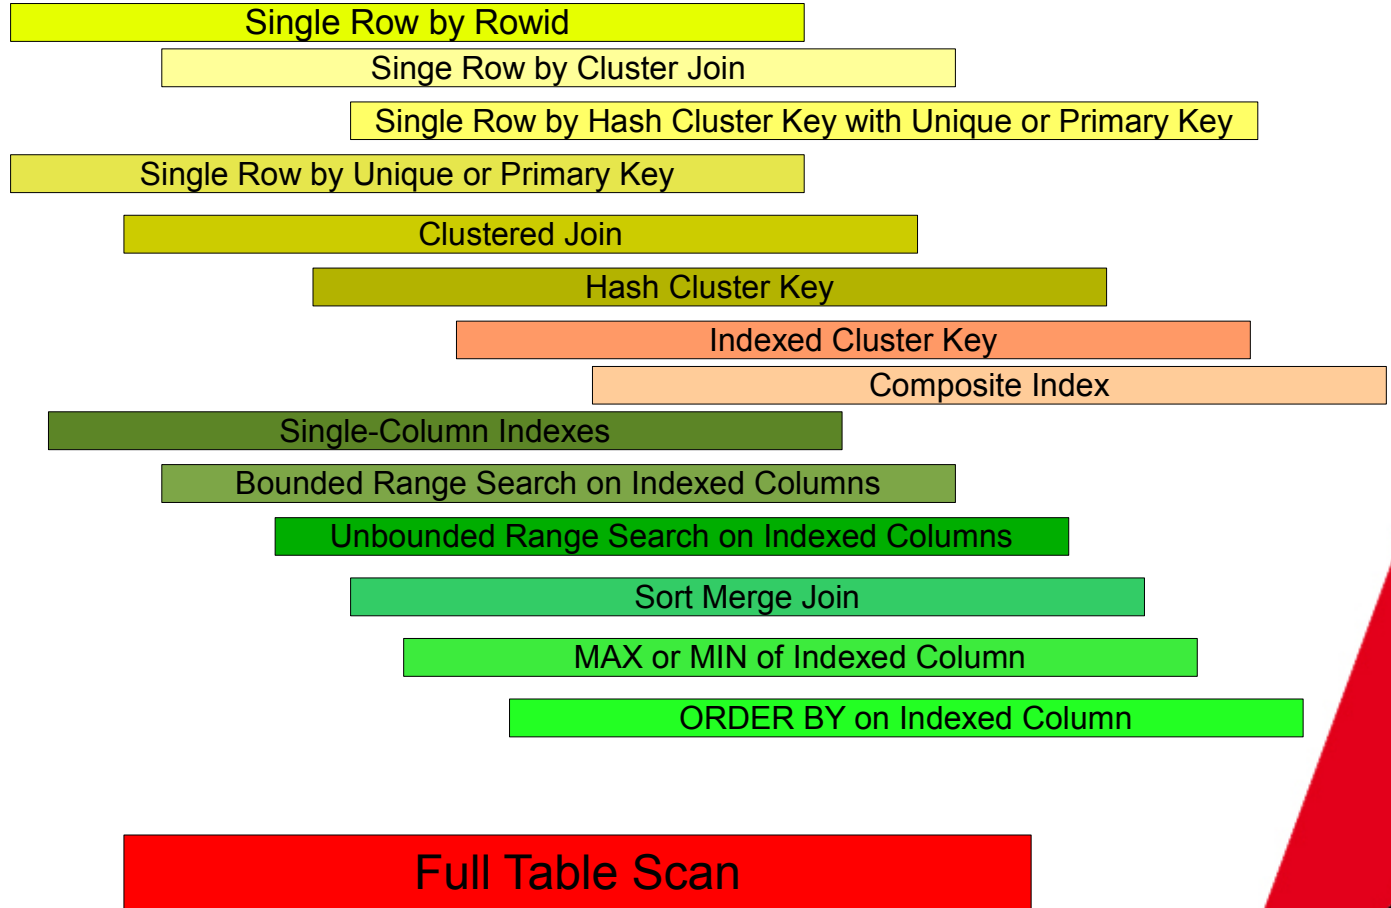 Single Row by Rowid
Singe Row by Cluster Join
Single Row by Hash Cluster Key with Unique or Primary Key
Single Row by Unique or Primary Key
Clustered Join
Hash Cluster Key
Indexed Cluster Key
Composite Index
Single-Column Indexes
Bounded Range Search on Indexed Columns
Unbounded Range Search on Indexed Columns
Sort Merge Join
MAX or MIN of Indexed Column
ORDER BY on Indexed Column
Full Table Scan